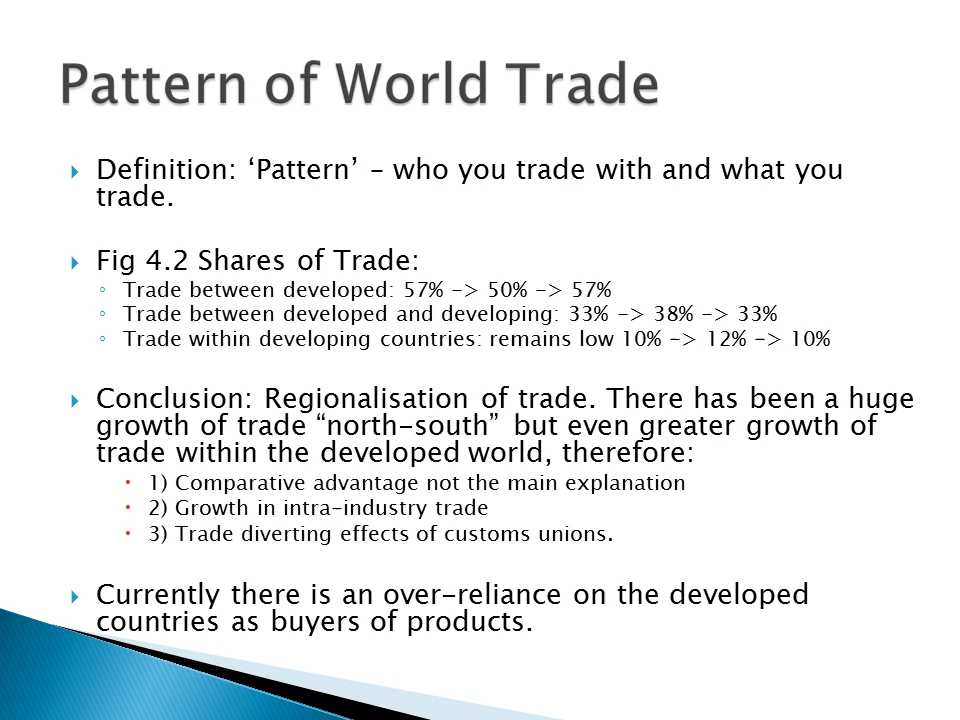 Pattern of World Trade
Definition: ‘Pattern’ – who you trade with and what you
trade.
Fig 4.2 Shares of Trade:
Trade between developed: 57% -> 50% -> 57%
Trade between developed and developing: 33% -> 38% -> 33%
Trade within developing countries: remains low 10% -> 12% -> 10%
Conclusion: Regionalisation of trade. There has been a huge
growth of trade “north-south” but even greater growth of
trade within the developed world, therefore:
1) Comparative advantage not the main explanation
2) Growth in intra-industry trade
3) Trade diverting effects of customs unions.
Currently there is an over-reliance on the developed
countries as buyers of products.